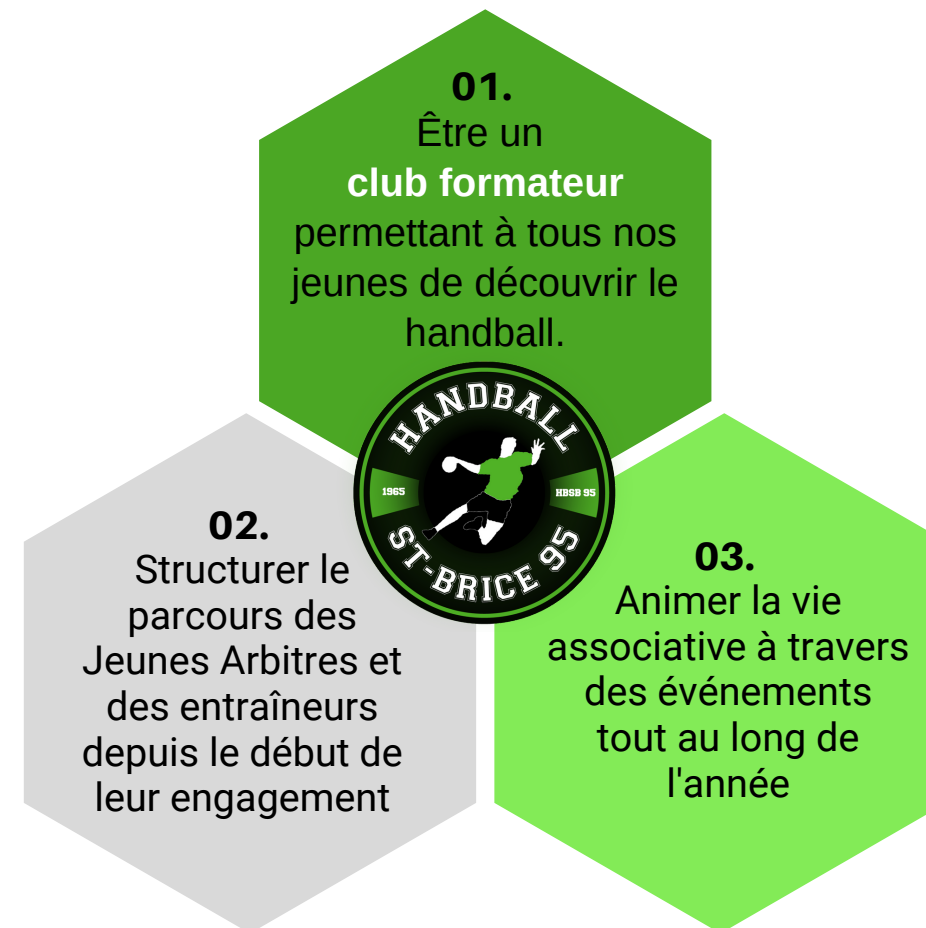 01.
Être un
club formateur
permettant à tous nos
jeunes de découvrir le
handball.
HANDBALL
1965
HBSB 95
ST-BRICE 95
02.
Structurer le
parcours des
Jeunes Arbitres et
des entraîneurs
depuis le début de
leur engagement
03.
Animer la vie
associative à travers
des événements
tout au long de
l'année